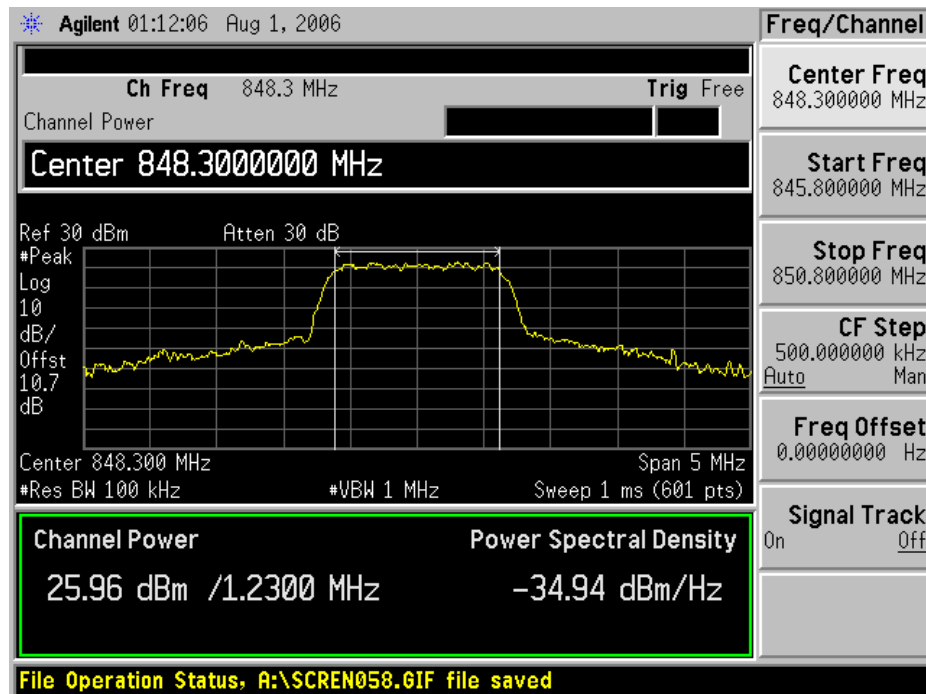 Agilent 01:12:06 Aug 1, 2006
Freq/Channel
Ch Freq 848.3 MHz
Trig Free
Channel Power
Center 848.3000000 MHz
Ref 30 dBm Atten 30 dB
#Peak
Log
10
dB/
Offst
10.7
dB
Center 848.300 MHz
Span 5 MHz
#Res BW 100 kHz
#VBW 1 MHz
Sweep 1 ms (601 pts)
Channel Power
Power Spectral Density
25.96 dBm /1.2300 MHz
-34.94 dBm/Hz
Center Freq
848.300000 MHz
Start Freq
845.800000 MHz
Stop Freq
850.800000 MHz
CF Step
500.000000 kHz
Auto Man
Freq Offset
0.00000000 Hz
Signal Track
On Off
File Operation Status, A:\SCREN058.GIF file saved